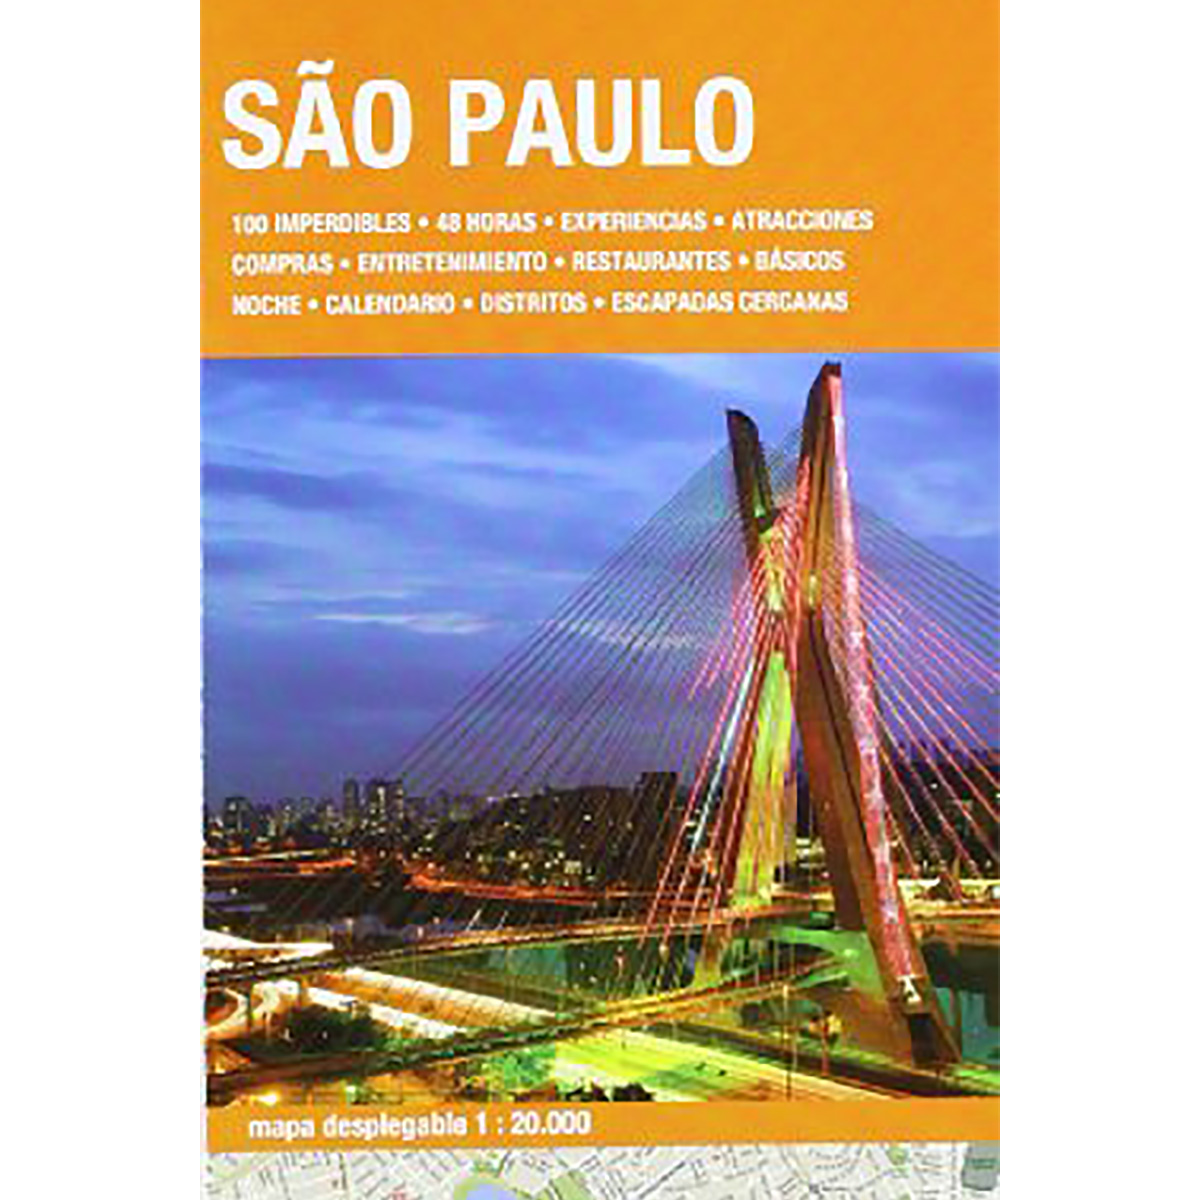 SÃO PAULO
100 IMPERDIBLES • 48 HORAS • EXPERIENCIAS • ATRACCIONES
COMPRAS • ENTRETENIMIENTO • RESTAURANTES • BÁSICOS
NOCHE • CALENDARIO • DISTRITOS • ESCAPADAS CERCANAS
mapa desplegable 1 : 20.000